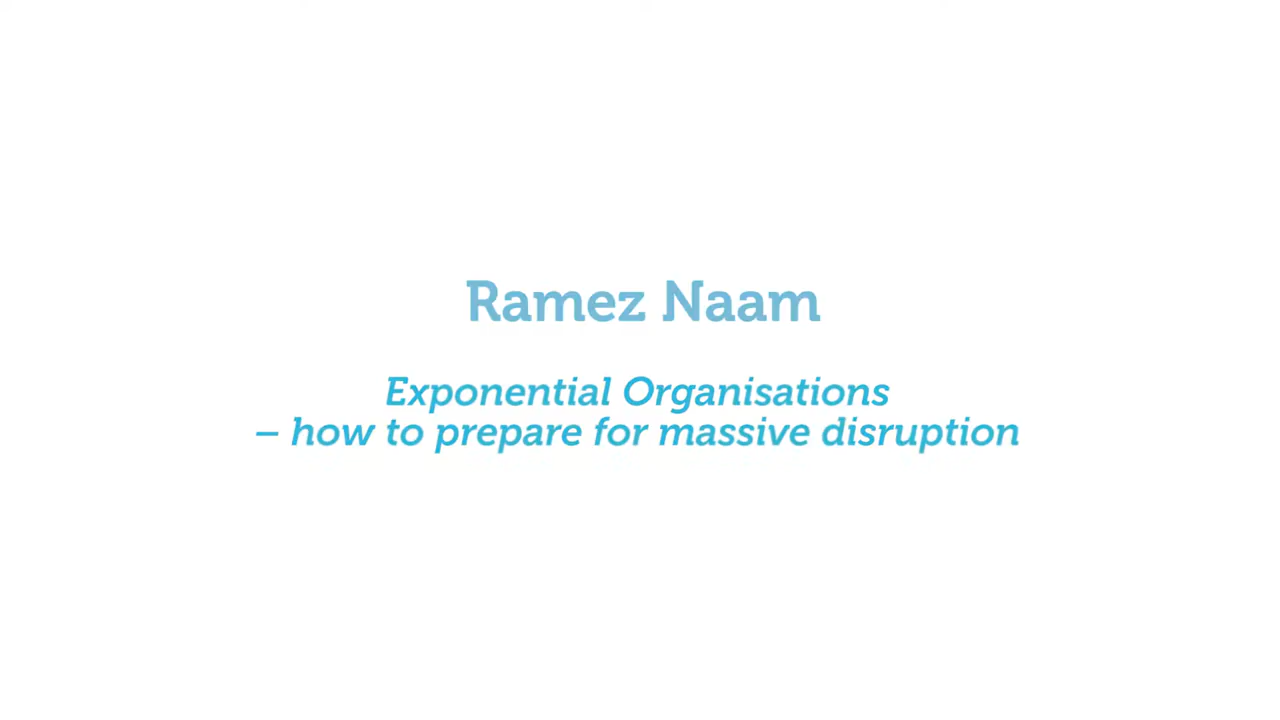 Ramez Naam
Exponential Organisations
– how to prepare for massive disruption